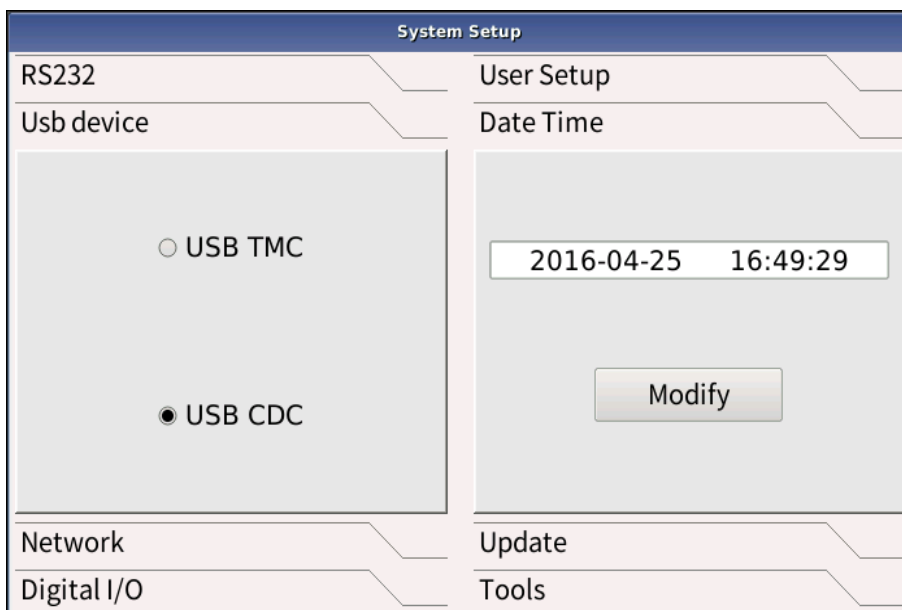 System Setup
RS232
Usb device
USB TMC
USB CDC
Network
Digital I/O
User Setup
Date Time
2016-04-25 16:49:29
Modify
Update
Tools